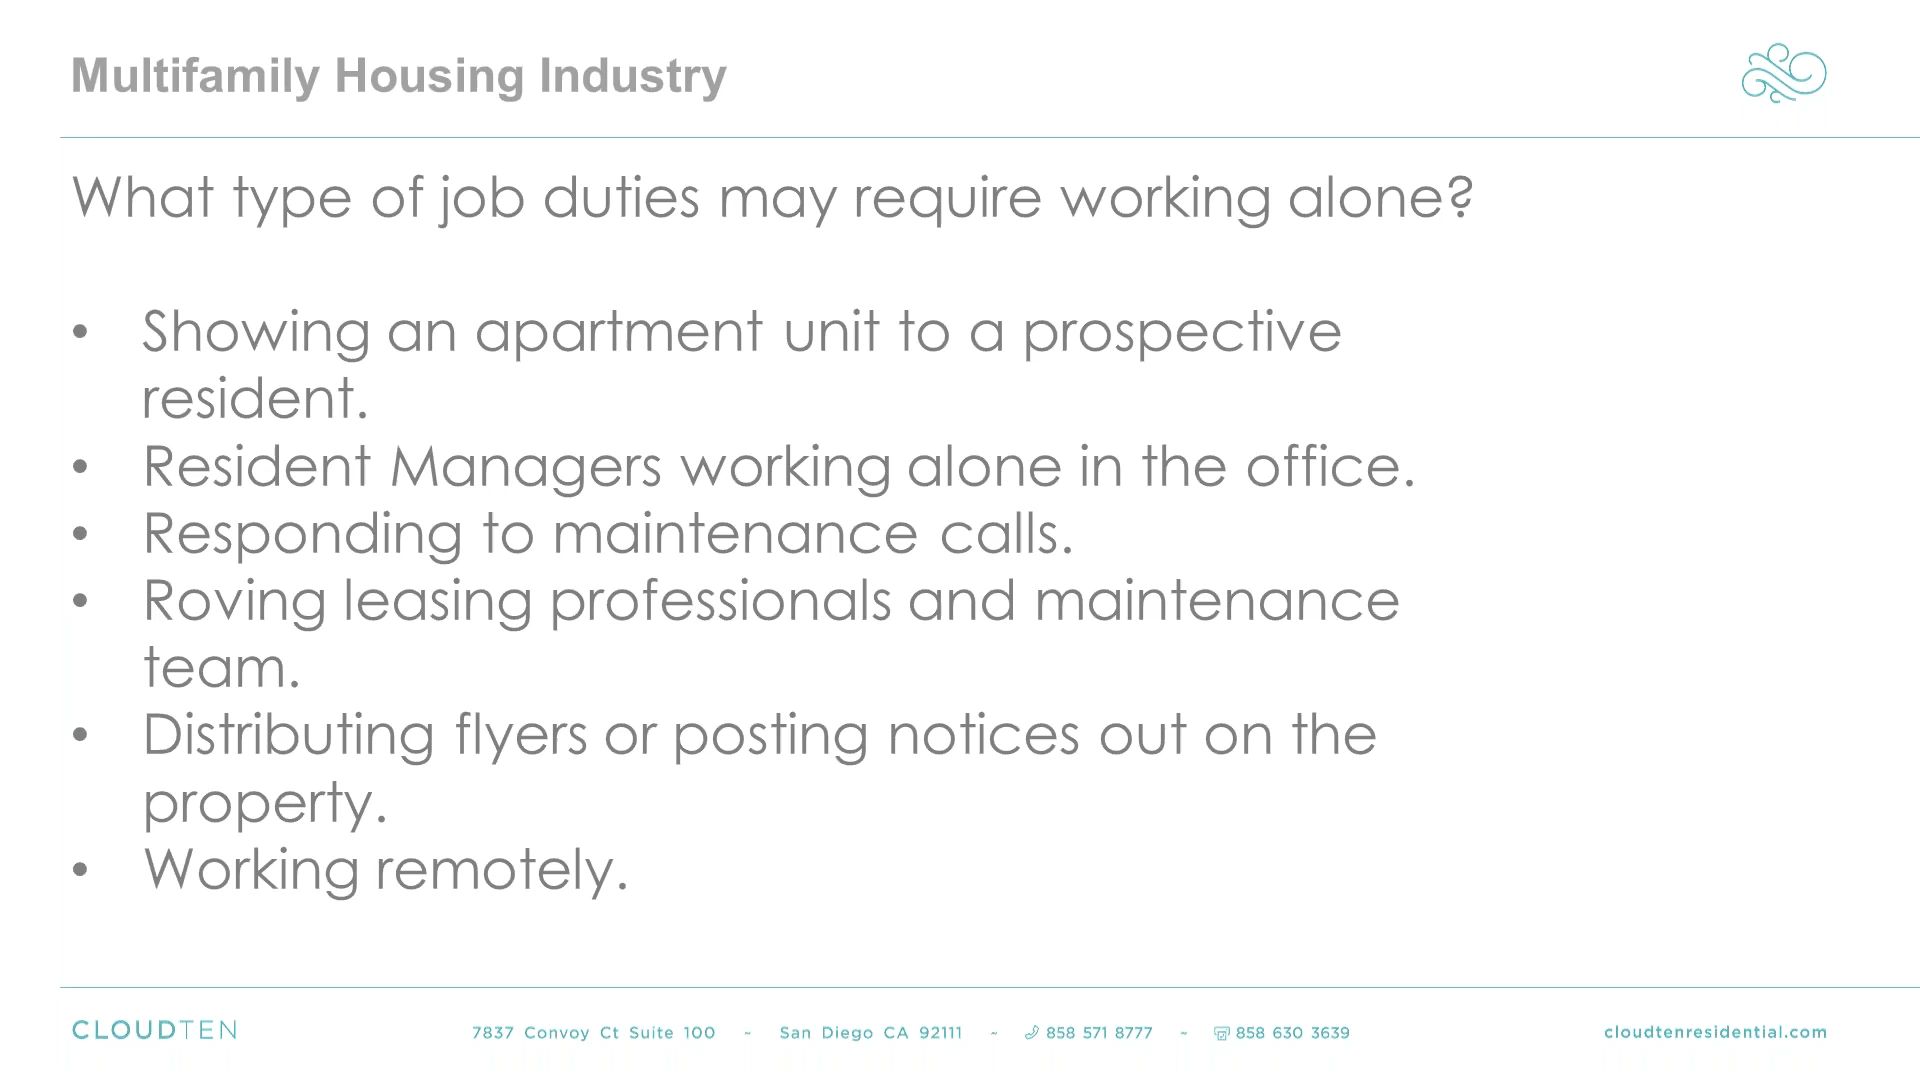 Multifamily Housing Industry
What type of job duties may require working alone?
• Showing an apartment unit to a prospective
resident.
• Resident Managers working alone in the office.
• Responding to maintenance calls.
• Roving leasing professionals and maintenance
team.
• Distributing flyers or posting notices out on the
property.
• Working remotely.
CLOUDTEN
7837 Convoy Ct Suite 100 ~ San Diego CA 92111 ~ 858 571 8777 ~ 858 630 3639
cloudtenresidential.com